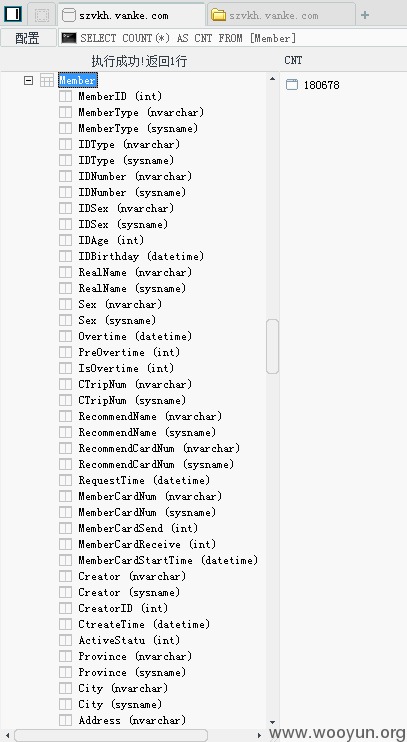 szvkh.vanke.com
szvkh.vanke.com
配置
SELECT COUNT(*) AS CNT FROM [Member]
执行成功!返回1行
CNT
Member
180678
MemberID (int)
MemberType (nvarchar)
MemberType (sysname)
IDType (nvarchar)
IDType (sysname)
IDNumber (nvarchar)
IDNumber (sysname)
IDSex (nvarchar)
IDSex (sysname)
IDAge (int)
IDBirthday (datetime)
RealName (nvarchar)
RealName (sysname)
Sex (nvarchar)
Sex (sysname)
Overtime (datetime)
PreOvertime (int)
IsOvertime (int)
CTripNum (nvarchar)
CTripNum (sysname)
RecommendName (nvarchar)
RecommendName (sysname)
RecommendCardNum (nvarchar)
RecommendCardNum (sysname)
RequestTime (datetime)
MemberCardNum (nvarchar)
MemberCardNum (sysname)
MemberCardSend (int)
MemberCardReceive (int)
MemberCardStartTime (datetime)
Creator (nvarchar)
Creator (sysname)
CreatorID (int)
CtreateTime (datetime)
ActiveStatu (int)
Province (nvarchar)
Province (sysname)
City (nvarchar)
City (sysname)
Address (nvarchar)
www.wooyun.org